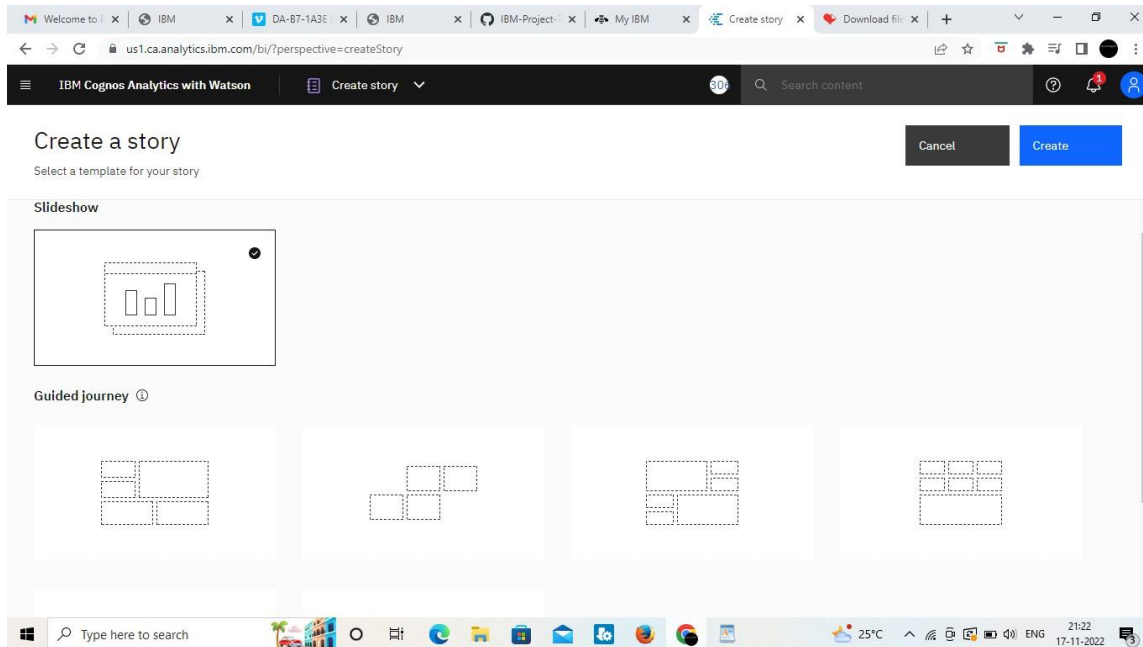 Welcome to F
IBM
DA-B7-1A3E
IBM
IBM-Project-
My IBM
Create story
Download file
us1.ca.analytics.ibm.com/bi/?perspective=createStory
IBM Cognos Analytics with Watson
Create story
Search content
Create a story
Select a template for your story
Cancel
Create
Slideshow
Guided journey
Type here to search
25°C
ENG
21:22
17-11-2022
3